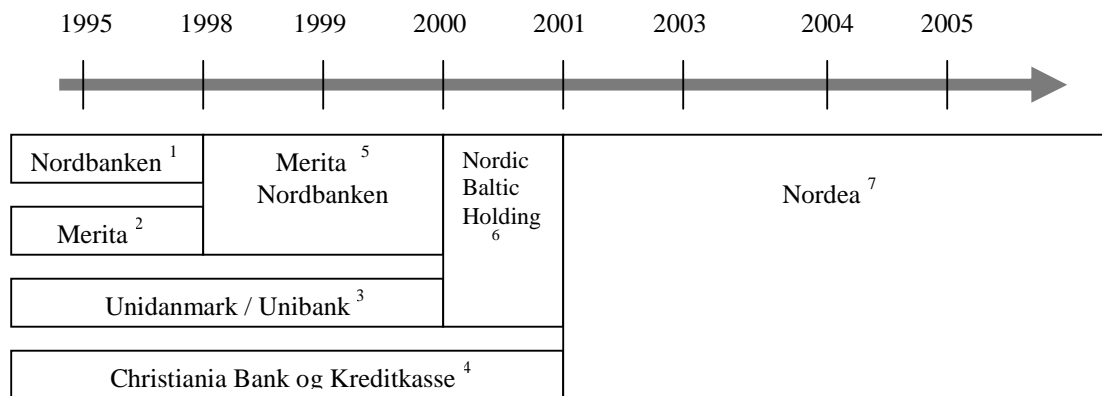 1995 1998 1999 2000 2001 2003 2004 2005
Nordbanken 1
Merita 2
Merita 5
Nordbanken
Nordic
Baltic
Holding
6
Nordea 7
Unidanmark / Unibank 3
Christiania Bank og Kreditkasse 4